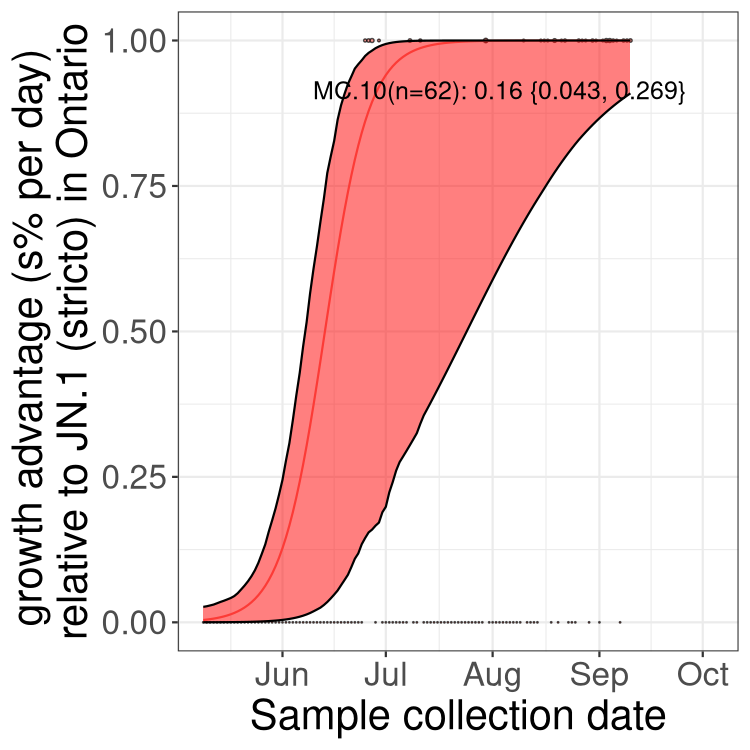 growth advantage (s% per day)
relative to JN.1 (stricto) in Ontario
1.00
0.75
0.50
0.25
0.00
MC.10(n=62): 0.16 {0.043, 0.269}
Jun Jul Aug Sep Oct
Sample collection date